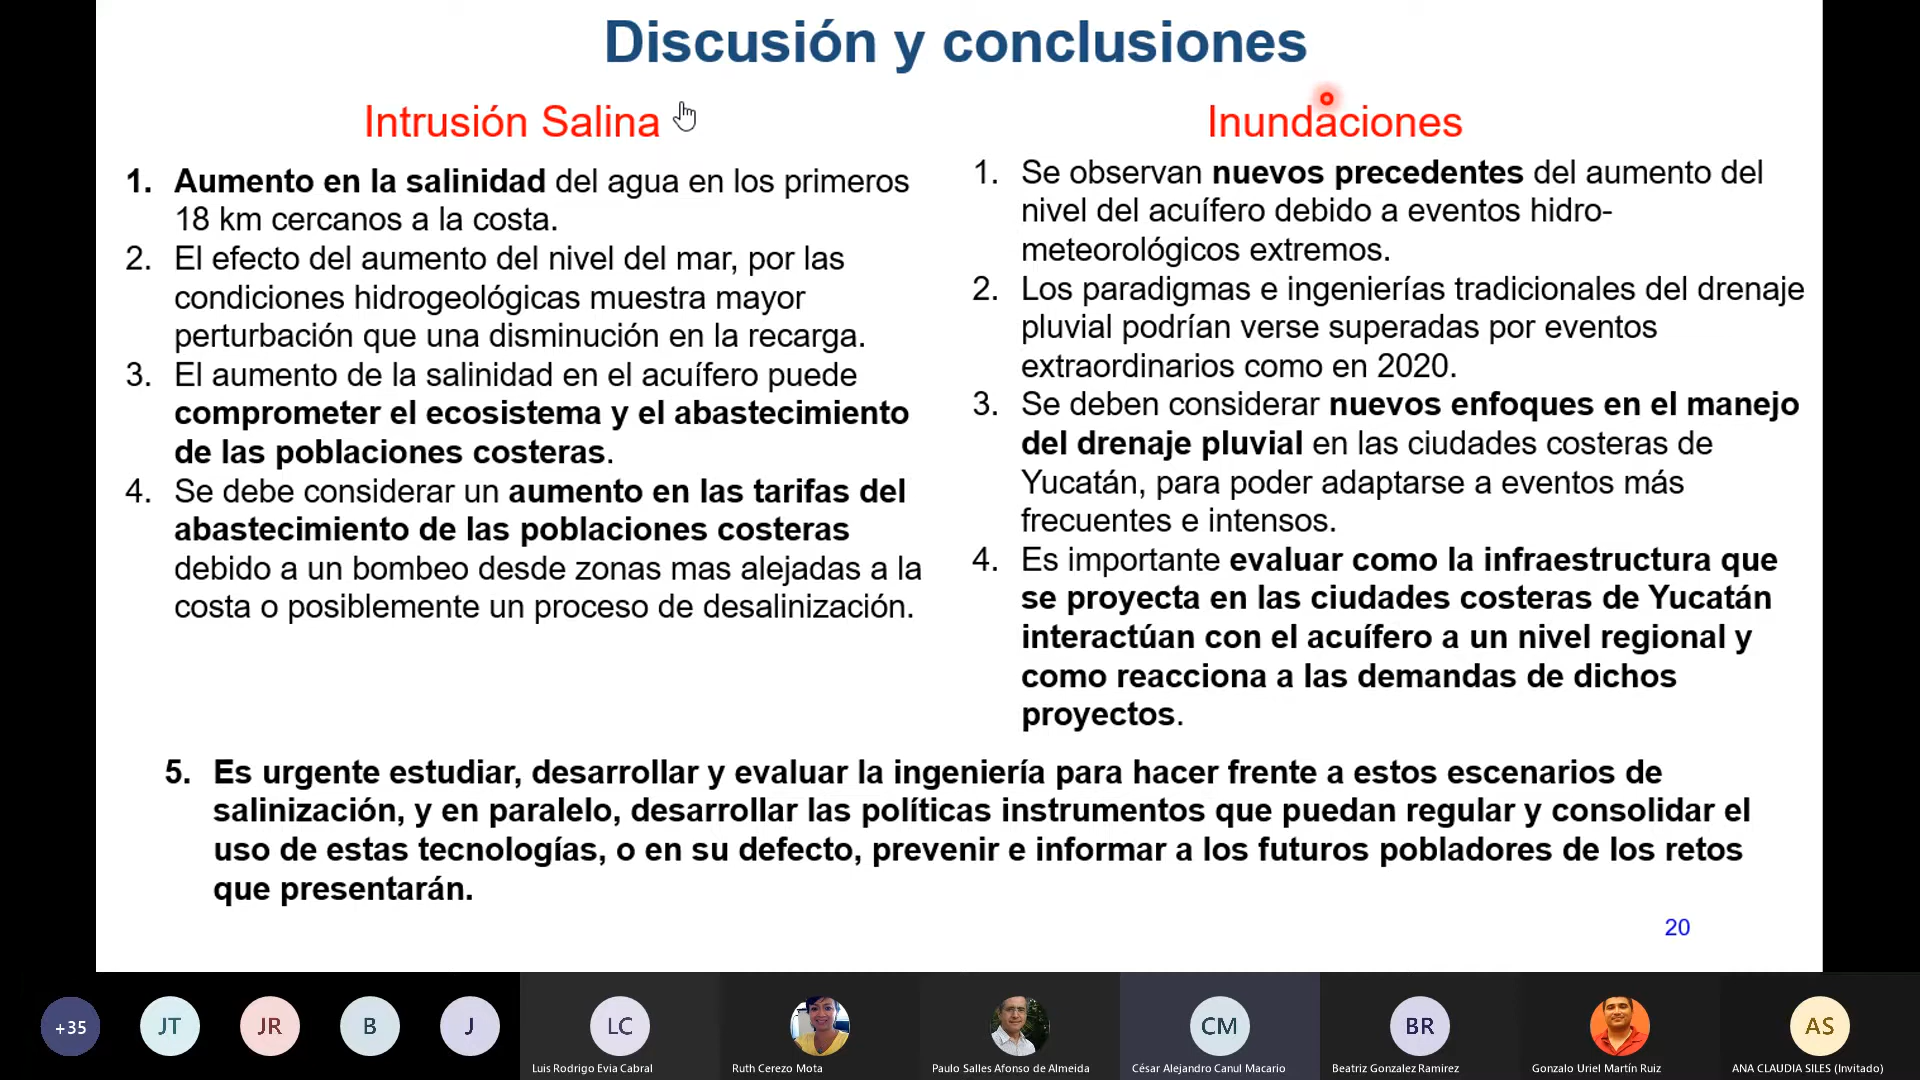 Discusión y conclusiones
Intrusión Salina
1. Aumento en la salinidad del agua en los primeros
18 km cercanos a la costa.
2. El efecto del aumento del nivel del mar, por las
condiciones hidrogeológicas muestra mayor
perturbación que una disminución en la recarga.
3. El aumento de la salinidad en el acuífero puede
comprometer el ecosistema y el abastecimiento
de las poblaciones costeras.
4. Se debe considerar un aumento en las tarifas del
abastecimiento de las poblaciones costeras
debido a un bombeo desde zonas mas alejadas a la
costa o posiblemente un proceso de desalinización.
Inundaciones
1. Se observan nuevos precedentes del aumento del
nivel del acuífero debido a eventos hidro-
meteorológicos extremos.
2. Los paradigmas e ingenierías tradicionales del drenaje
pluvial podrían verse superadas por eventos
extraordinarios como en 2020.
3. Se deben considerar nuevos enfoques en el manejo
del drenaje pluvial en las ciudades costeras de
Yucatán, para poder adaptarse a eventos más
frecuentes e intensos.
4. Es importante evaluar como la infraestructura que
se proyecta en las ciudades costeras de Yucatán
interactúan con el acuífero a un nivel regional y
como reacciona a las demandas de dichos
proyectos.
5. Es urgente estudiar, desarrollar y evaluar la ingeniería para hacer frente a estos escenarios de
salinización, y en paralelo, desarrollar las políticas instrumentos que puedan regular y consolidar el
uso de estas tecnologías, o en su defecto, prevenir e informar a los futuros pobladores de los retos
que presentarán.
20
+35
JT
JR
B
J
LC
CM
BR
AS
Luis Rodrigo Evia Cabral
Ruth Cerezo Mota
Paulo Salles Afonso de Almeida
César Alejandro Canul Macario
Beatriz Gonzalez Ramirez
Gonzalo Uriel Martín Ruiz
ANA CLAUDIA SILES (Invitado)